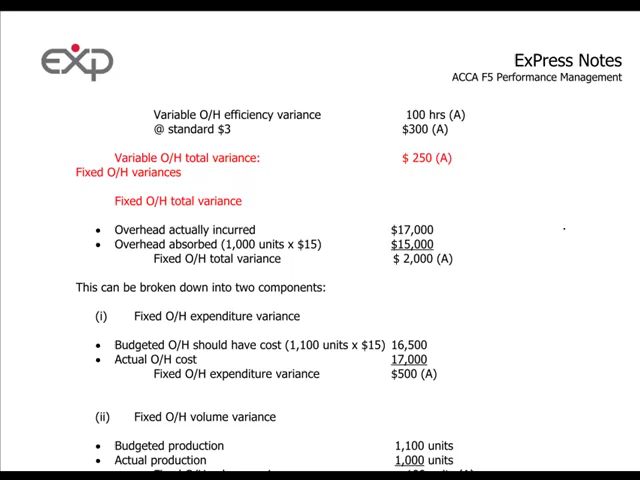 exp
ExPress Notes
ACCA F5 Performance Management
Variable O/H efficiency variance 100 hrs (A)
@ standard $3 $300 (A)
Variable O/H total variance: $ 250 (A)
Fixed O/H variances
Fixed O/H total variance
• Overhead actually incurred $17,000
• Overhead absorbed (1,000 units x $15) $15,000
Fixed O/H total variance $ 2,000 (A)
This can be broken down into two components:
(i) Fixed O/H expenditure variance
• Budgeted O/H should have cost (1,100 units x $15) 16,500
• Actual O/H cost 17,000
Fixed O/H expenditure variance $500 (A)
(ii) Fixed O/H volume variance
• Budgeted production 1,100 units
• Actual production 1,000 units